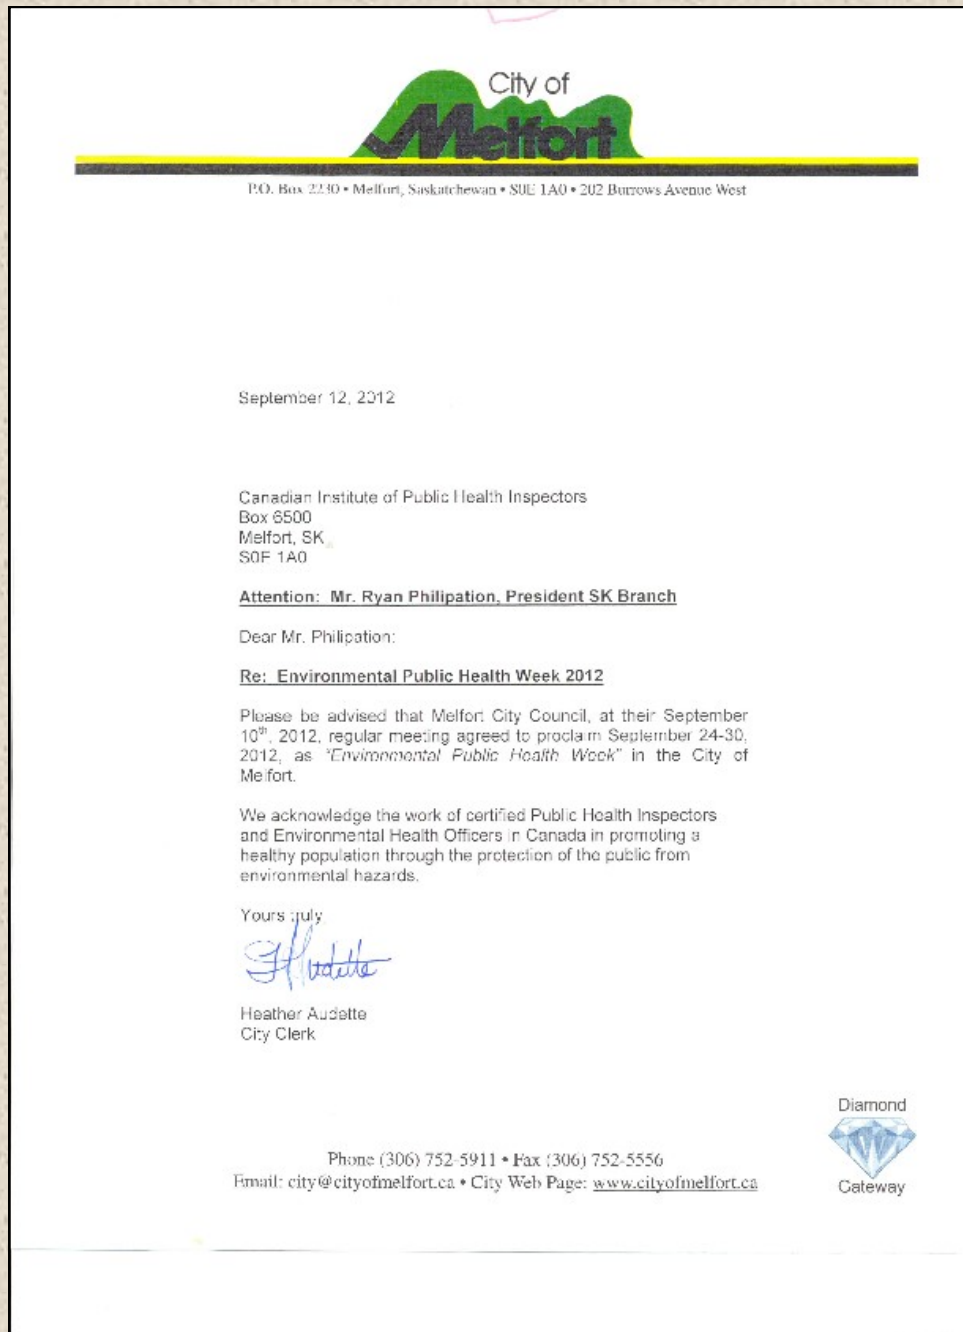 City of
Melfort
P.O. Box 2230 • Melfort, Saskatchewan • S0E 1A0 • 202 Burrows Avenue West
September 12, 2012
Canadian Institute of Public Health Inspectors
Box 6500
Melfort, SK
S0E 1A0
Attention: Mr. Ryan Philipation, President SK Branch
Dear Mr. Philipation:
Re: Environmental Public Health Week 2012
Please be advised that Melfort City Council, at their September
10th, 2012, regular meeting agreed to proclaim September 24-30,
2012, as "Environmental Public Health Week" in the City of
Melfort.
We acknowledge the work of certified Public Health Inspectors
and Environmental Health Officers in Canada in promoting a
healthy population through the protection of the public from
environmental hazards.
Yours truly
H Audette
Heather Audette
City Clerk
Diamond
Gateway
Phone (306) 752-5911 • Fax (306) 752-5556
Email: city@cityofmelfort.ca • City Web Page: www.cityofmelfort.ca